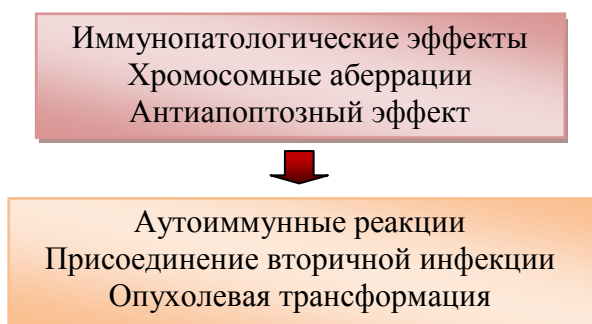 Иммунопатологические эффекты
Хромосомные аберрации
Антиапоптозный эффект
Аутоиммунные реакции
Присоединение вторичной инфекции
Опухолевая трансформация